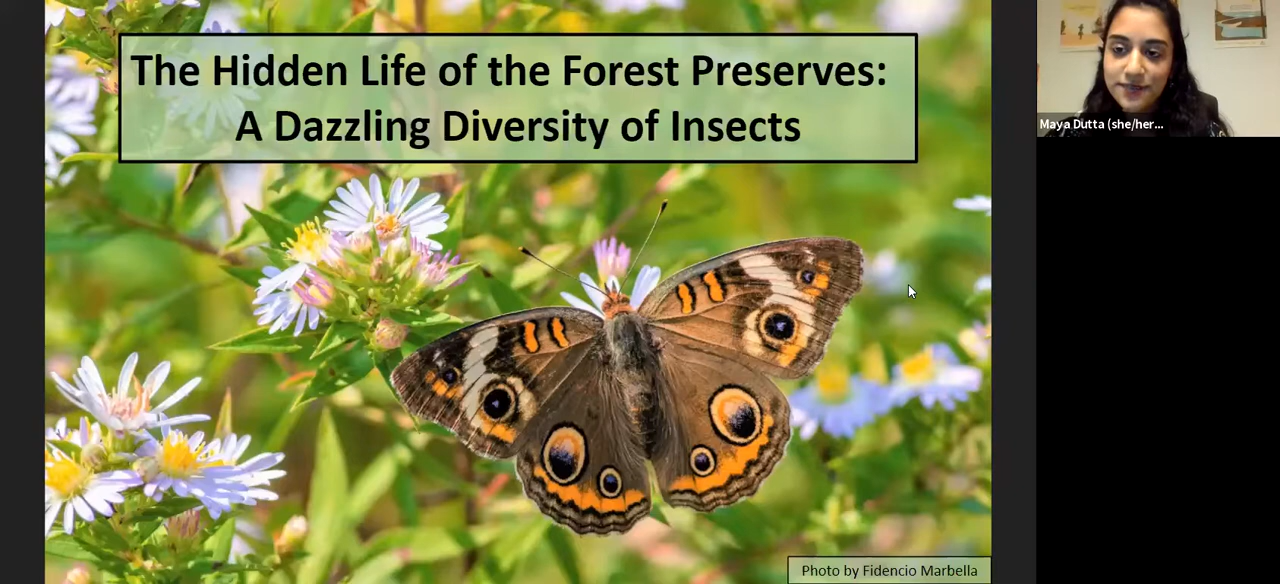 The Hidden Life of the Forest Preserves:
A Dazzling Diversity of Insects
Maya Dutta (she/her...
Photo by Fidencio Marbella